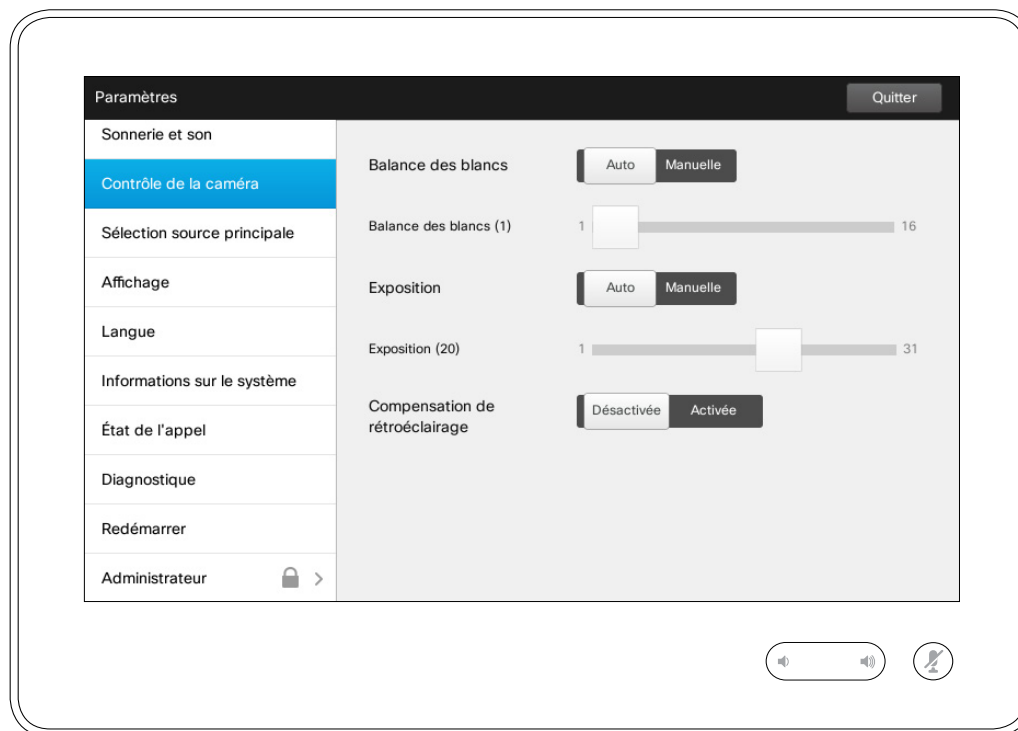 Paramètres
Quitter
Sonnerie et son
Contrôle de la caméra
Sélection source principale
Affichage
Langue
Informations sur le système
État de l'appel
Diagnostique
Redémarrer
Administrateur
Balance des blancs
Auto
Manuelle
Balance des blancs (1)
1
16
Exposition
Auto
Manuelle
Exposition (20)
1
31
Compensation de
rétroéclairage
Désactivée
Activée